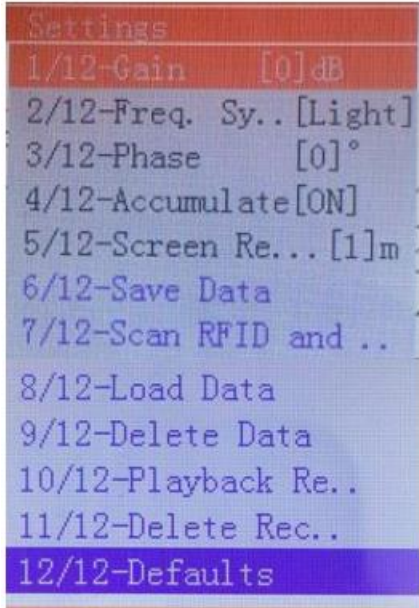 Settings
1/12-Gain [0]dB
2/12-Freq. Sy..[Light]
3/12-Phase [0]°
4/12-Accumulate[ON]
5/12-Screen Re...[1]m
6/12-Save Data
7/12-Scan RFID and ..
8/12-Load Data
9/12-Delete Data
10/12-Playback Re..
11/12-Delete Rec..
12/12-Defaults